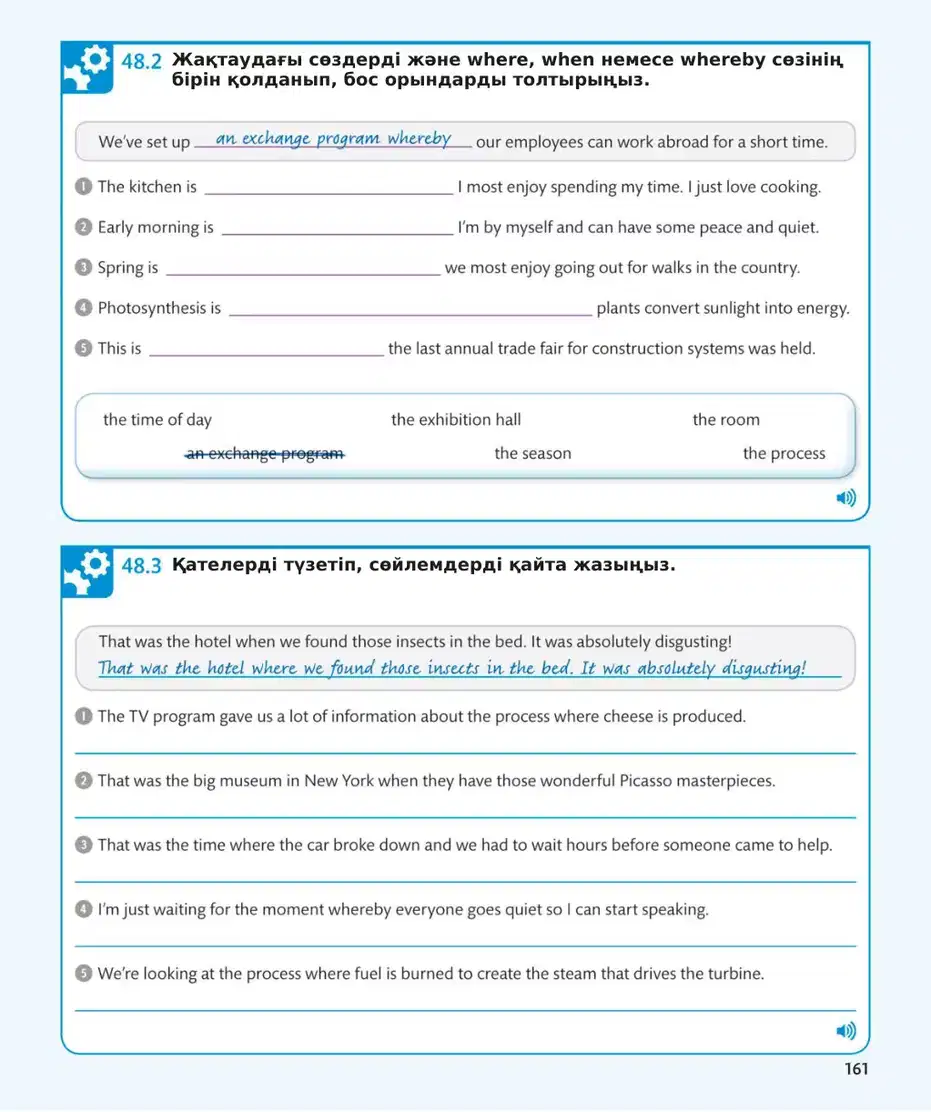 48.2 Жақтаудағы сөздерді және where, when немесе whereby сөзінің
бірін қолданып, бос орындарды толтырыңыз.
We've set up an exchange program whereby our employees can work abroad for a short time.
1 The kitchen is ____ I most enjoy spending my time. I just love cooking.
2 Early morning is ____ I'm by myself and can have some peace and quiet.
3 Spring is ____ we most enjoy going out for walks in the country.
4 Photosynthesis is ____ plants convert sunlight into energy.
5 This is ____ the last annual trade fair for construction systems was held.
the time of day the exhibition hall the room
an exchange program the season the process
48.3 Қателерді түзетіп, сөйлемдерді қайта жазыңыз.
That was the hotel when we found those insects in the bed. It was absolutely disgusting!
That was the hotel where we found those insects in the bed. It was absolutely disgusting!
1 The TV program gave us a lot of information about the process where cheese is produced.
2 That was the big museum in New York when they have those wonderful Picasso masterpieces.
3 That was the time where the car broke down and we had to wait hours before someone came to help.
4 I'm just waiting for the moment whereby everyone goes quiet so I can start speaking.
5 We're looking at the process where fuel is burned to create the steam that drives the turbine.
161